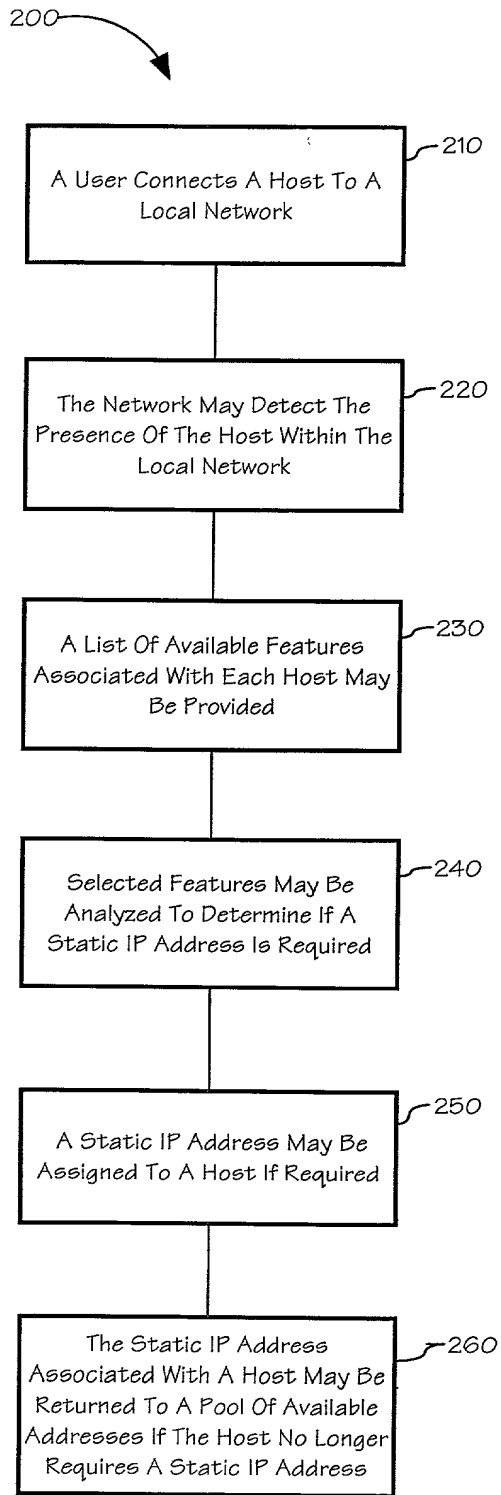 200
210
A User Connects A Host To A
Local Network
220
The Network May Detect The
Presence Of The Host Within The
Local Network
230
A List Of Available Features
Associated With Each Host May
Be Provided
240
Selected Features May Be
Analyzed To Determine If A
Static IP Address Is Required
250
A Static IP Address May Be
Assigned To A Host If Required
260
The Static IP Address
Associated With A Host May Be
Returned To A Pool Of Available
Addresses If The Host No Longer
Requires A Static IP Address